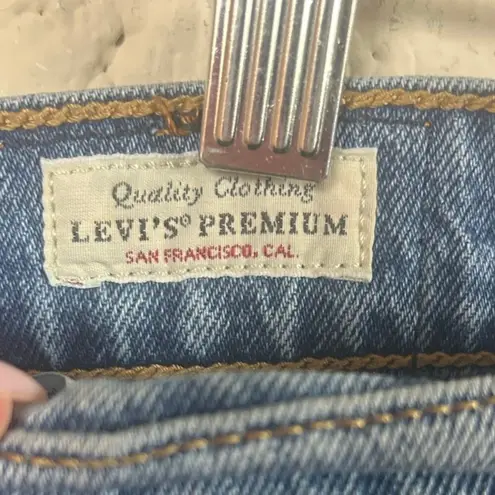 Quality Clothing
LEVI'S® PREMIUM
SAN FRANCISCO, CAL.